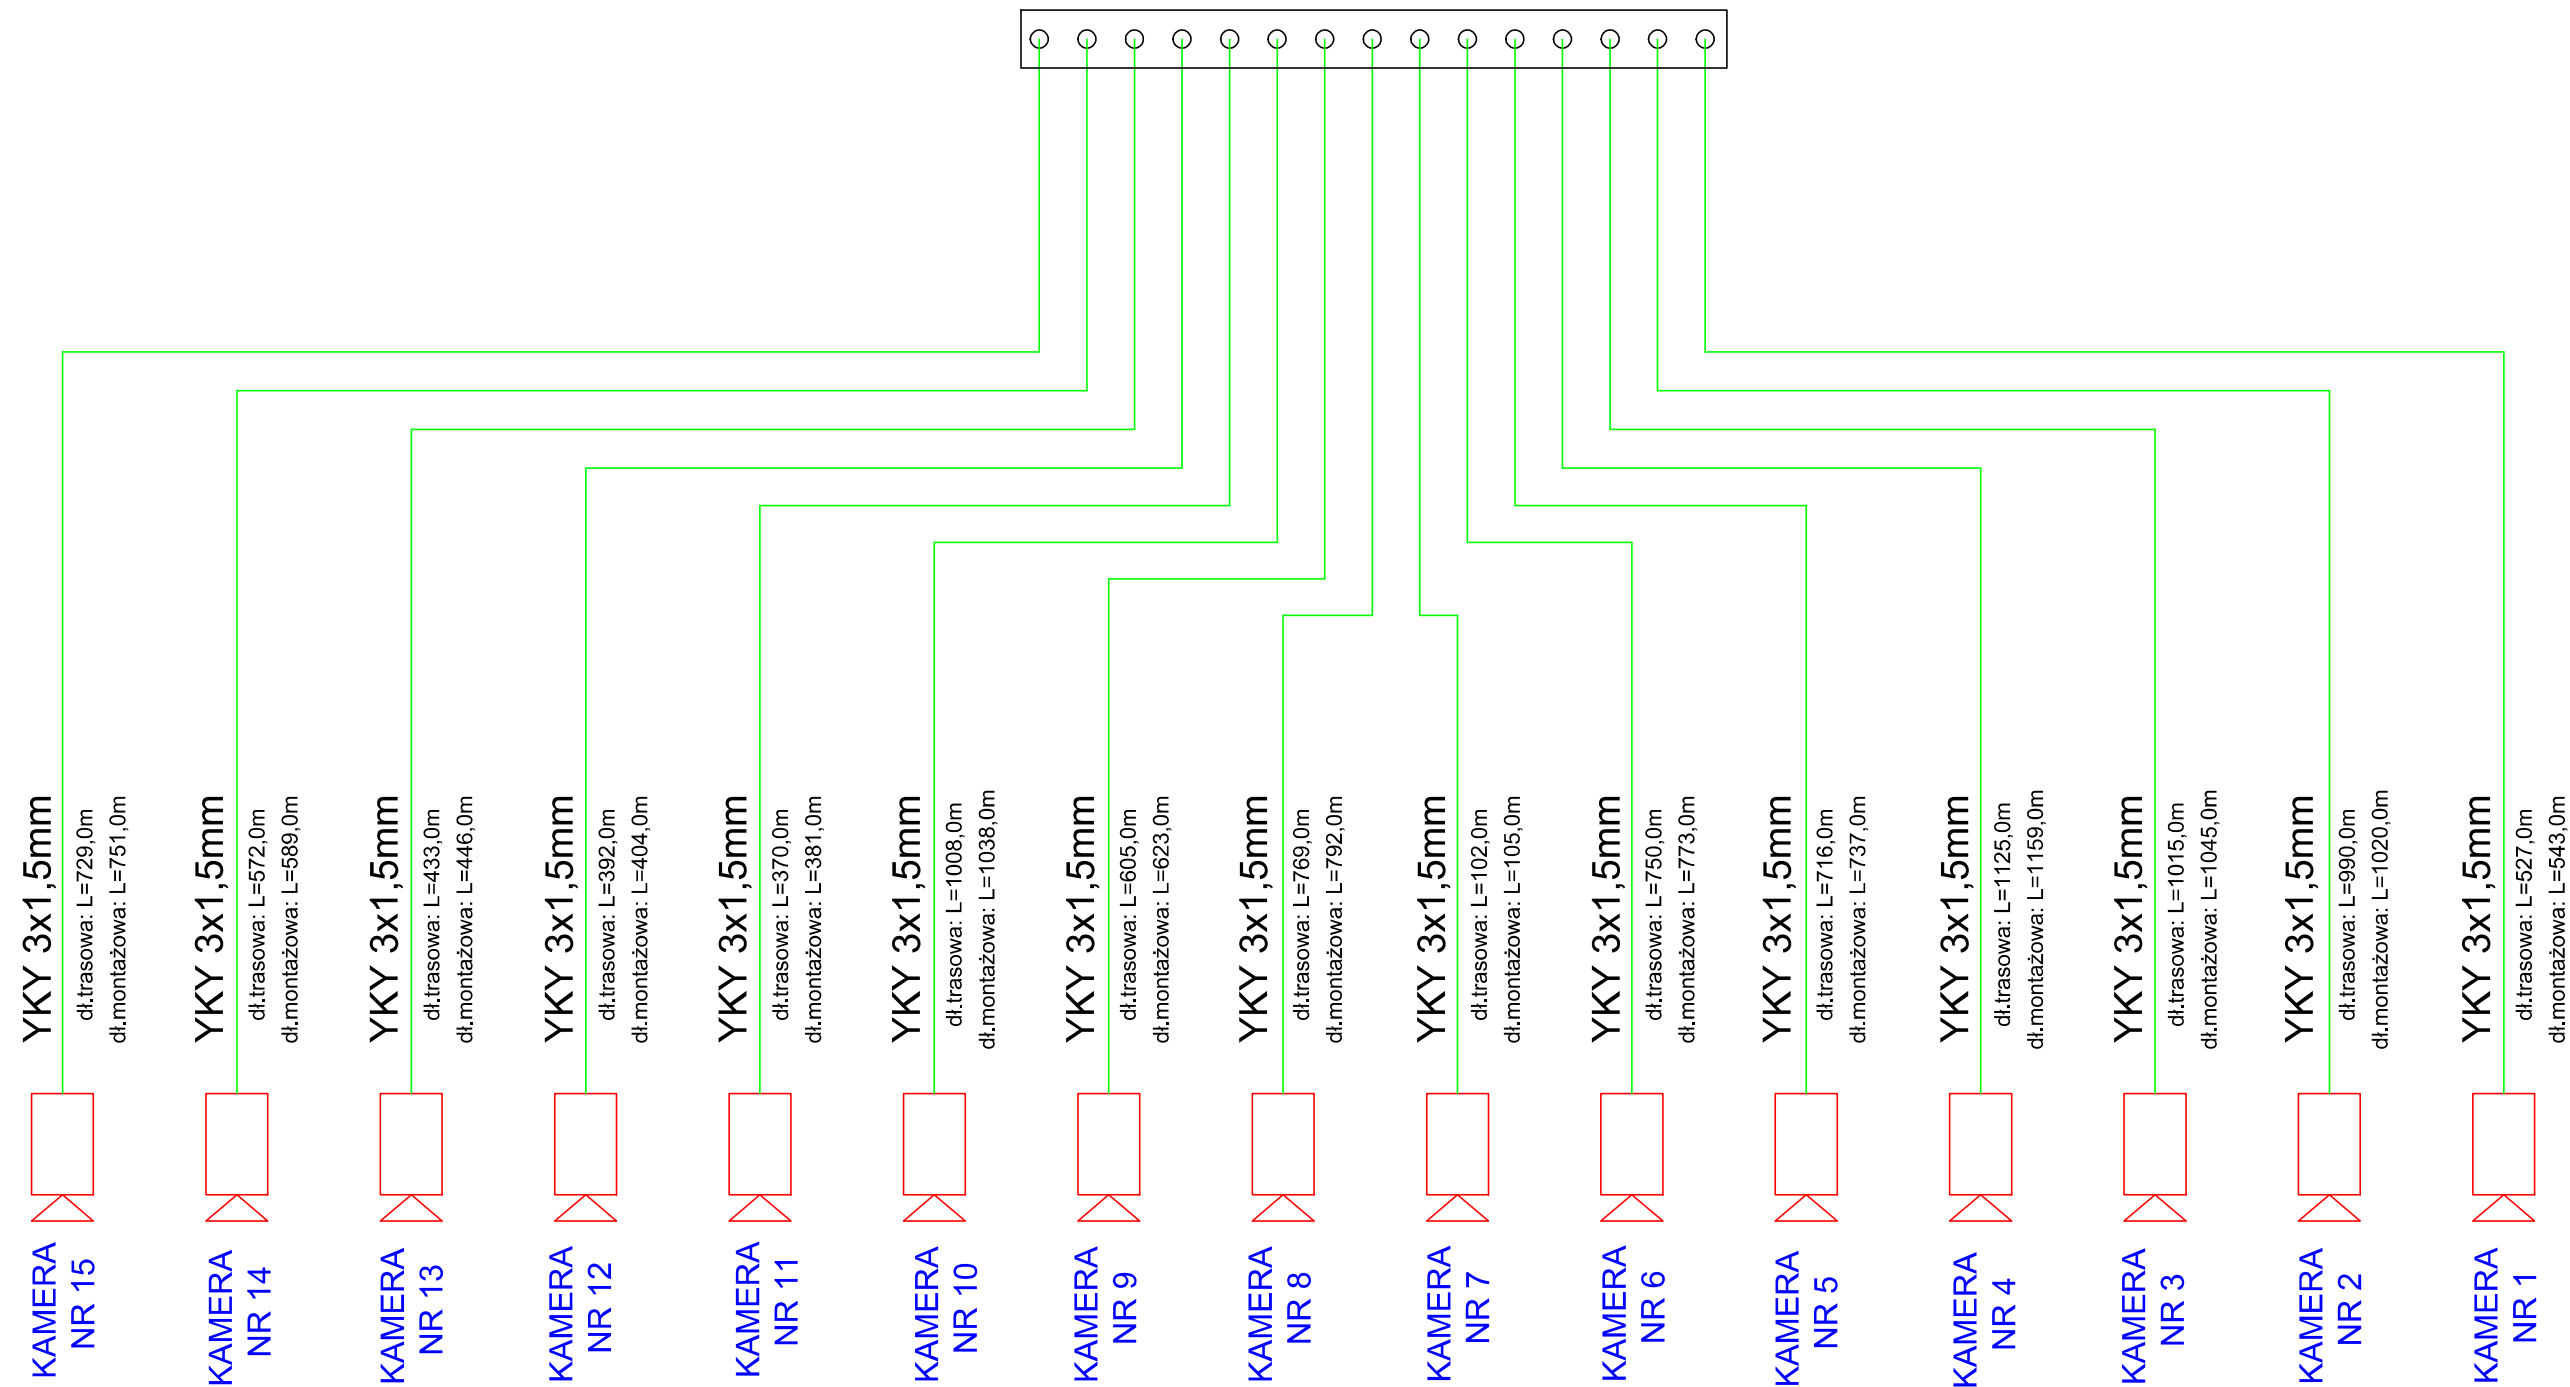 YKY 3x1,5mm
dł.trasowa: L=729,0m
dł.montażowa: L=751,0m
KAMERA
NR 15
YKY 3x1,5mm
dł.trasowa: L=572,0m
dł.montażowa: L=589,0m
KAMERA
NR 14
YKY 3x1,5mm
dł.trasowa: L=433,0m
dł.montażowa: L=446,0m
KAMERA
NR 13
YKY 3x1,5mm
dł.trasowa: L=392,0m
dł.montażowa: L=404,0m
KAMERA
NR 12
YKY 3x1,5mm
dł.trasowa: L=370,0m
dł.montażowa: L=381,0m
KAMERA
NR 11
YKY 3x1,5mm
dł.trasowa: L=1008,0m
dł.montażowa: L=1038,0m
KAMERA
NR 10
YKY 3x1,5mm
dł.trasowa: L=605,0m
dł.montażowa: L=623,0m
KAMERA
NR 9
YKY 3x1,5mm
dł.trasowa: L=769,0m
dł.montażowa: L=792,0m
KAMERA
NR 8
YKY 3x1,5mm
dł.trasowa: L=102,0m
dł.montażowa: L=105,0m
KAMERA
NR 7
YKY 3x1,5mm
dł.trasowa: L=750,0m
dł.montażowa: L=773,0m
KAMERA
NR 6
YKY 3x1,5mm
dł.trasowa: L=716,0m
dł.montażowa: L=737,0m
KAMERA
NR 5
YKY 3x1,5mm
dł.trasowa: L=1125,0m
dł.montażowa: L=1159,0m
KAMERA
NR 4
YKY 3x1,5mm
dł.trasowa: L=1015,0m
dł.montażowa: L=1045,0m
KAMERA
NR 3
YKY 3x1,5mm
dł.trasowa: L=990,0m
dł.montażowa: L=1020,0m
KAMERA
NR 2
YKY 3x1,5mm
dł.trasowa: L=527,0m
dł.montażowa: L=543,0m
KAMERA
NR 1